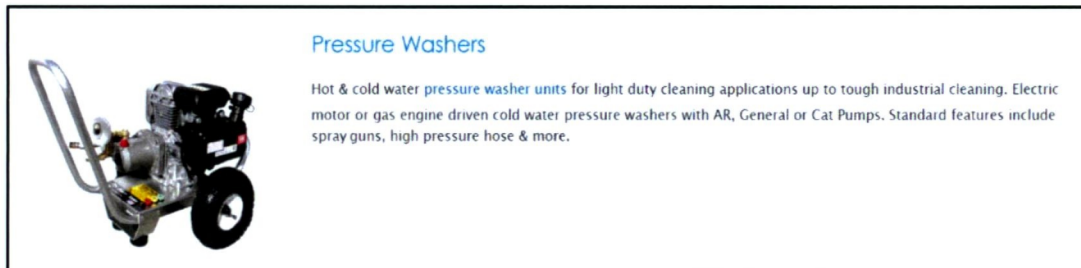 Pressure Washers
Hot & cold water pressure washer units for light duty cleaning applications up to tough industrial cleaning. Electric
motor or gas engine driven cold water pressure washers with AR, General or Cat Pumps. Standard features include
spray guns, high pressure hose & more.